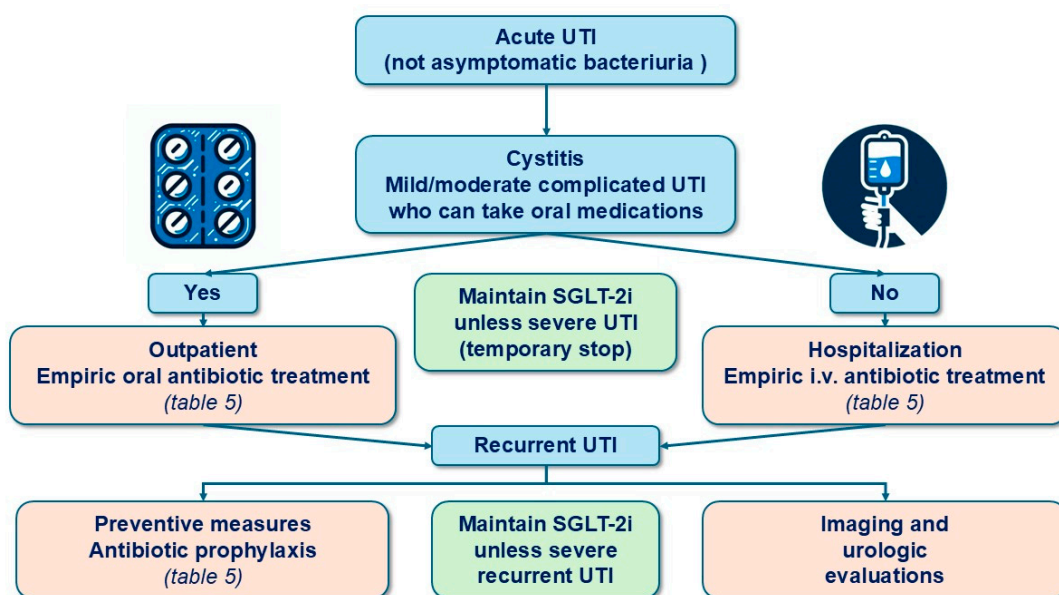 Acute UTI
(not asymptomatic bacteriuria )
Cystitis
Mild/moderate complicated UTI
who can take oral medications
Yes
Maintain SGLT-2i
unless severe UTI
(temporary stop)
No
Outpatient
Empiric oral antibiotic treatment
(table 5)
Hospitalization
Empiric i.v. antibiotic treatment
(table 5)
Recurrent UTI
Preventive measures
Antibiotic prophylaxis
(table 5)
Maintain SGLT-2i
unless severe
recurrent UTI
Imaging and
urologic
evaluations